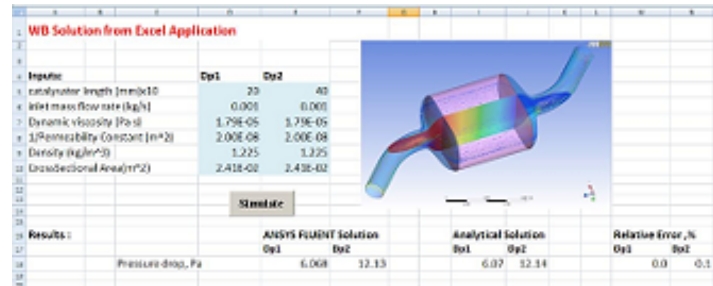 WB Solution from Excel Application
Inputs: Dp1 Dp2
catalysator length (mm)x10 20 40
inlet mass flow rate (kg/s) 0.001 0.001
Dynamic viscosity (Pa s) 1.79E-05 1.79E-05
1/Permeability Constant (m^2) 2.00E-08 2.00E-08
Density (kg/m^3) 1.225 1.225
CrossSectional Area(m^2) 2.41E-02 2.41E-02
Simulate
Results : ANSYS FLUENT Solution Analytical Solution Relative Error, %
Dp1 Dp2 Dp1 Dp2 Dp1 Dp2
Pressure drop, Pa 6.068 12.13 6.07 12.14 0.0 0.1